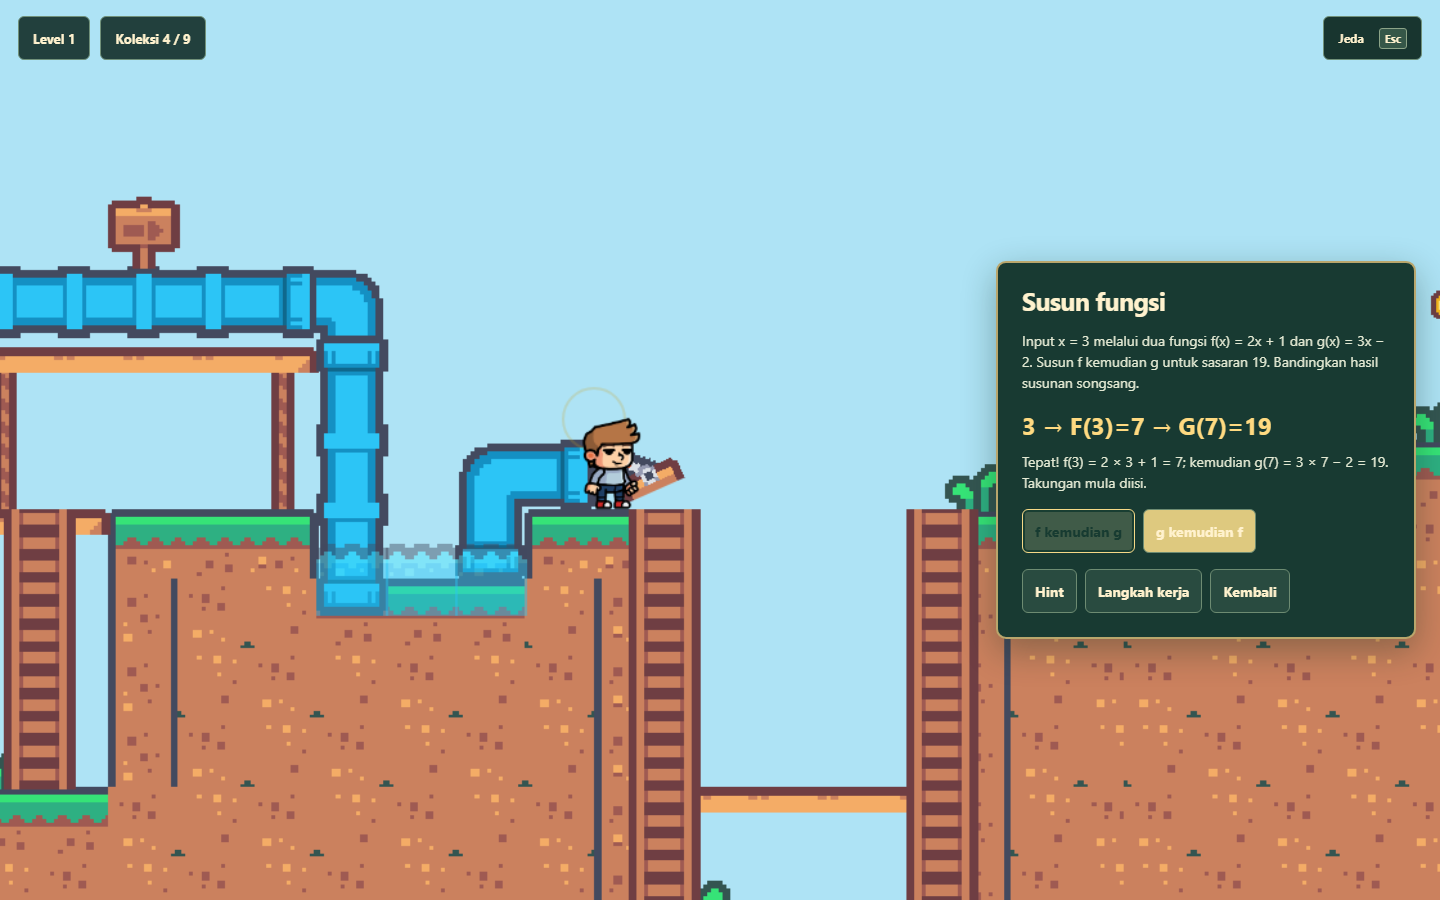 Level 1
Koleksi 4 / 9
Jeda
Esc
Susun fungsi
Input x = 3 melalui dua fungsi f(x) = 2x + 1 dan g(x) = 3x −
2. Susun f kemudian g untuk sasaran 19. Bandingkan hasil
susunan songsang.
3 → F(3)=7 → G(7)=19
Tepat! f(3) = 2 × 3 + 1 = 7; kemudian g(7) = 3 × 7 − 2 = 19.
Takungan mula diisi.
f kemudian g
g kemudian f
Hint
Langkah kerja
Kembali